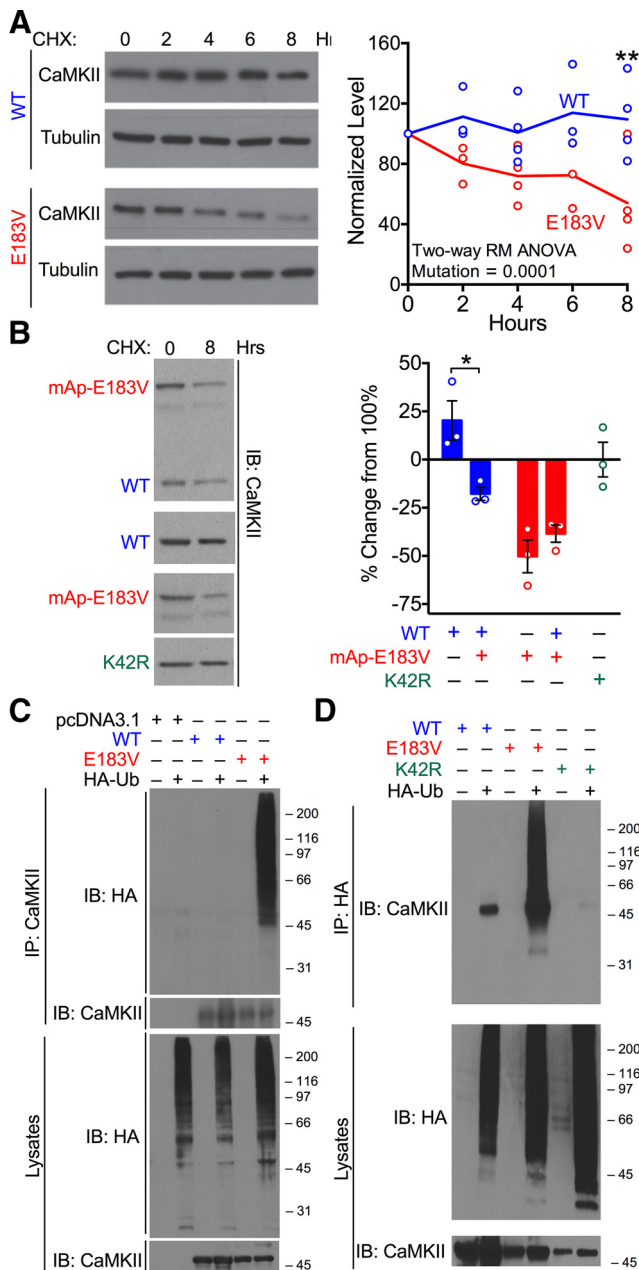 A
CHX: 0 2 4 6 8 Hr
WT
CaMKII
Tubulin
E183V
CaMKII
Tubulin
Normalized Level
160
120
80
40
0
**
WT
E183V
Two-way RM ANOVA
Mutation = 0.0001
0 2 4 6 8
Hours
B
CHX: 0 8 Hrs
mAp-E183V
WT
WT
mAp-E183V
K42R
IB: CaMKII
% Change from 100%
50
25
0
-25
-50
-75
*
WT + + – + –
mAp-E183V – + + + –
K42R – – – – +
C
pcDNA3.1 + + – – – –
WT – – + + – –
E183V – – – – + +
HA-Ub – + – + – +
IP: CaMKII
IB: HA
– 200
– 116
– 97
– 66
– 45
– 31
IB: CaMKII
– 45
Lysates
IB: HA
– 200
– 116
– 97
– 66
– 45
– 31
IB: CaMKII
– 45
D
WT + + – – – –
E183V – – + + – –
K42R – – – – + +
HA-Ub – + – + – +
IP: HA
IB: CaMKII
– 200
– 116
– 97
– 66
– 45
– 31
Lysates
IB: HA
– 200
– 116
– 97
– 66
– 45
– 31
IB: CaMKII
– 45